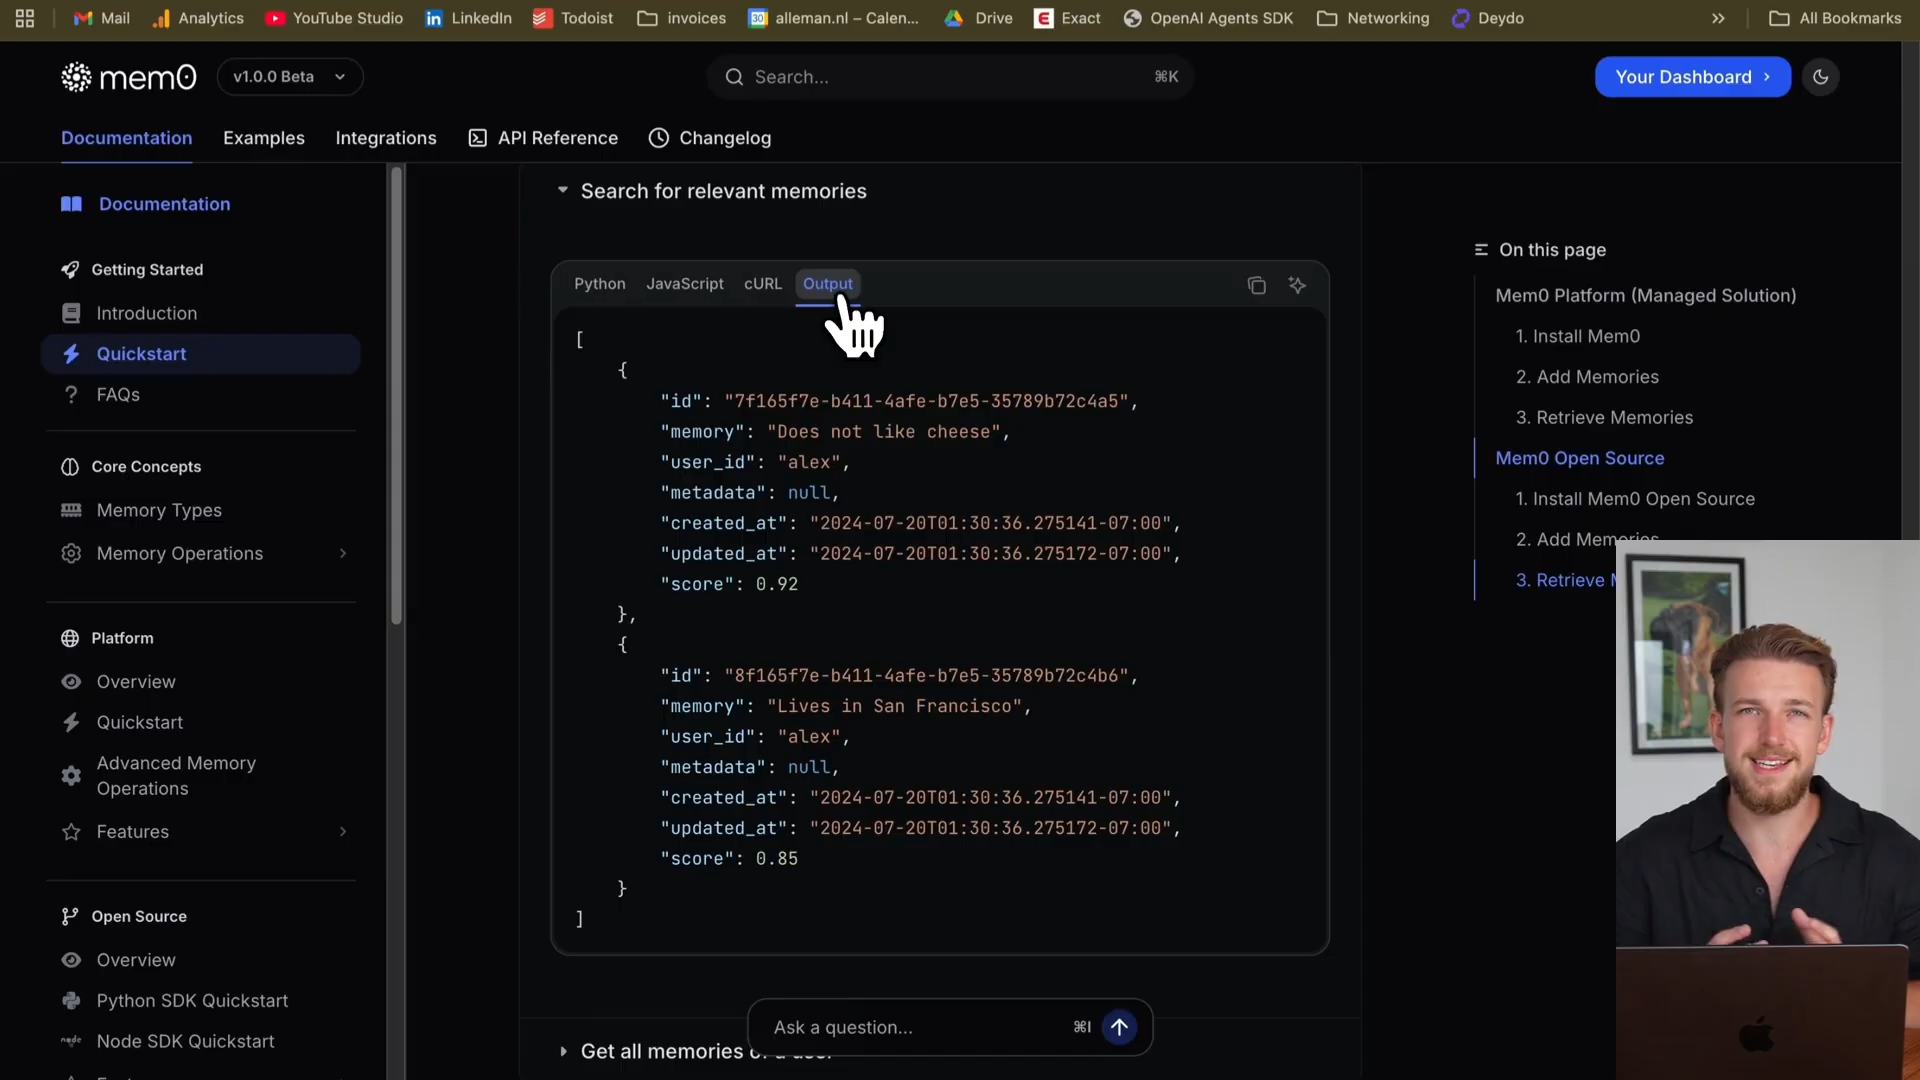 Mail
Analytics
YouTube Studio
LinkedIn
Todoist
invoices
30
alleman.nl – Calen...
Drive
Exact
OpenAI Agents SDK
Networking
Deydo
All Bookmarks
mem0
v1.0.0 Beta
Search...
⌘K
Your Dashboard
Documentation
Examples
Integrations
API Reference
Changelog
Documentation
Getting Started
Introduction
Quickstart
FAQs
Core Concepts
Memory Types
Memory Operations
Platform
Overview
Quickstart
Advanced Memory
Operations
Features
Open Source
Overview
Python SDK Quickstart
Node SDK Quickstart
Search for relevant memories
Python JavaScript cURL Output
[
{
"id": "7f165f7e-b411-4afe-b7e5-35789b72c4a5",
"memory": "Does not like cheese",
"user_id": "alex",
"metadata": null,
"created_at": "2024-07-20T01:30:36.275141-07:00",
"updated_at": "2024-07-20T01:30:36.275172-07:00",
"score": 0.92
},
{
"id": "8f165f7e-b411-4afe-b7e5-35789b72c4b6",
"memory": "Lives in San Francisco",
"user_id": "alex",
"metadata": null,
"created_at": "2024-07-20T01:30:36.275141-07:00",
"updated_at": "2024-07-20T01:30:36.275172-07:00",
"score": 0.85
}
]
Ask a question...
⌘I
Get all memories
On this page
Mem0 Platform (Managed Solution)
1. Install Mem0
2. Add Memories
3. Retrieve Memories
Mem0 Open Source
1. Install Mem0 Open Source
2. Add Memories
3. Retrieve